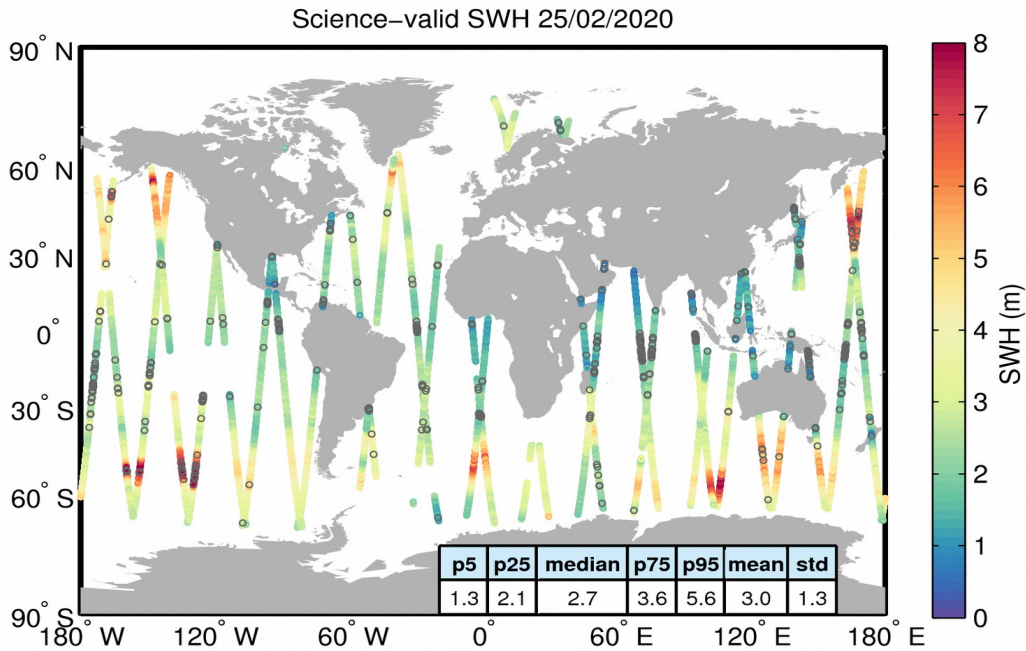 Science−valid SWH 25/02/2020
90° N
60° N
30° N
0°
30° S
60° S
90° S
180° W
120° W
60° W
0°
60° E
120° E
180° E
p5 p25 median p75 p95 mean std
1.3 2.1 2.7 3.6 5.6 3.0 1.3
8
7
6
5
4
3
2
1
0
SWH (m)